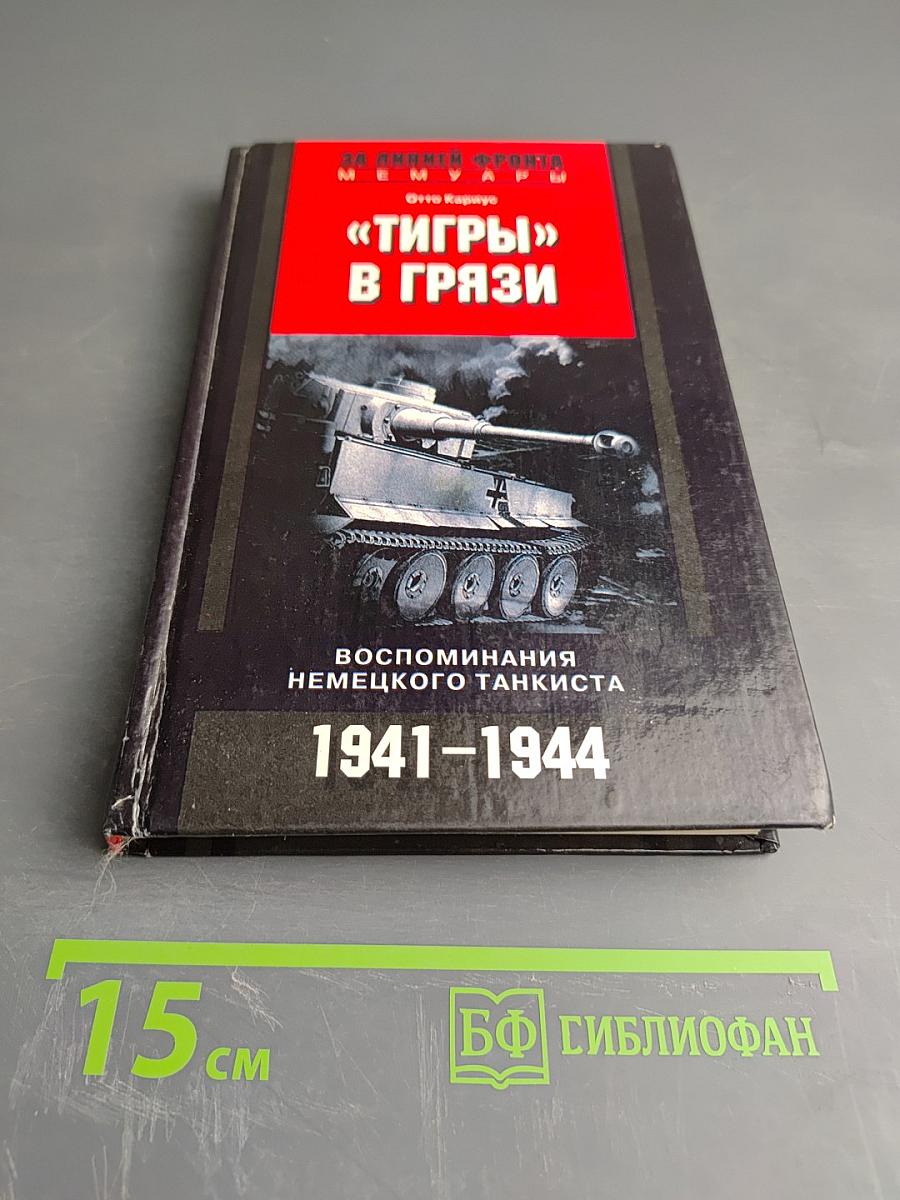 ЗА ЛИНИЕЙ ФРОНТА
МЕМУАРЫ
Отто Кариус
«ТИГРЫ»
В ГРЯЗИ
ВОСПОМИНАНИЯ
НЕМЕЦКОГО ТАНКИСТА
1941–1944
15 см
БФ БИБЛИОФАН